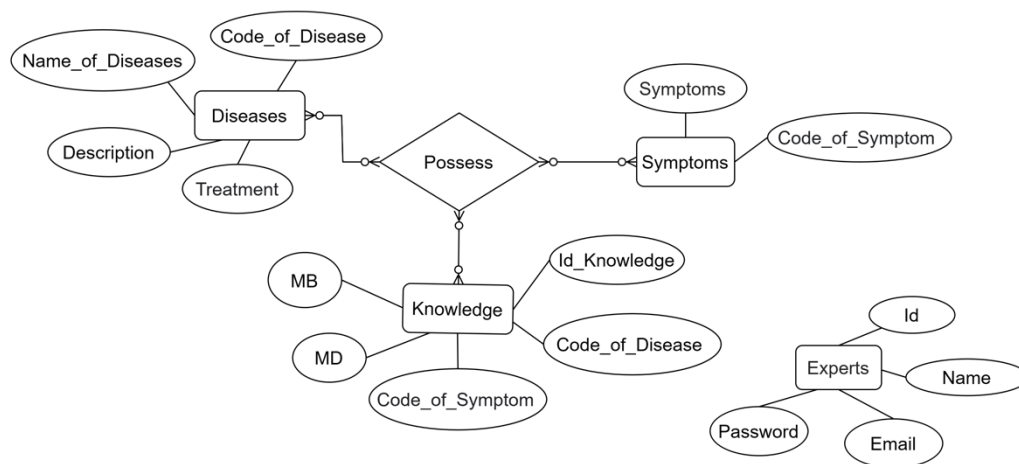 Code_of_Disease
Name_of_Diseases
Diseases
Description
Treatment
Possess
Symptoms
Code_of_Symptom
Symptoms
MB
Id_Knowledge
Knowledge
MD
Code_of_Disease
Code_of_Symptom
Id
Experts
Name
Password
Email